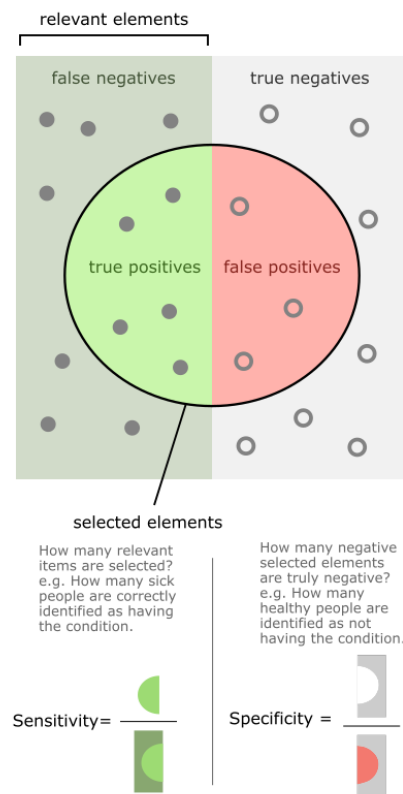 relevant elements
false negatives
true negatives
true positives
false positives
selected elements
How many relevant
items are selected?
e.g. How many sick
people are correctly
identified as having
the condition.
How many negative
selected elements
are truly negative?
e.g. How many
healthy people are
identified as not
having the condition.
Sensitivity=
Specificity =